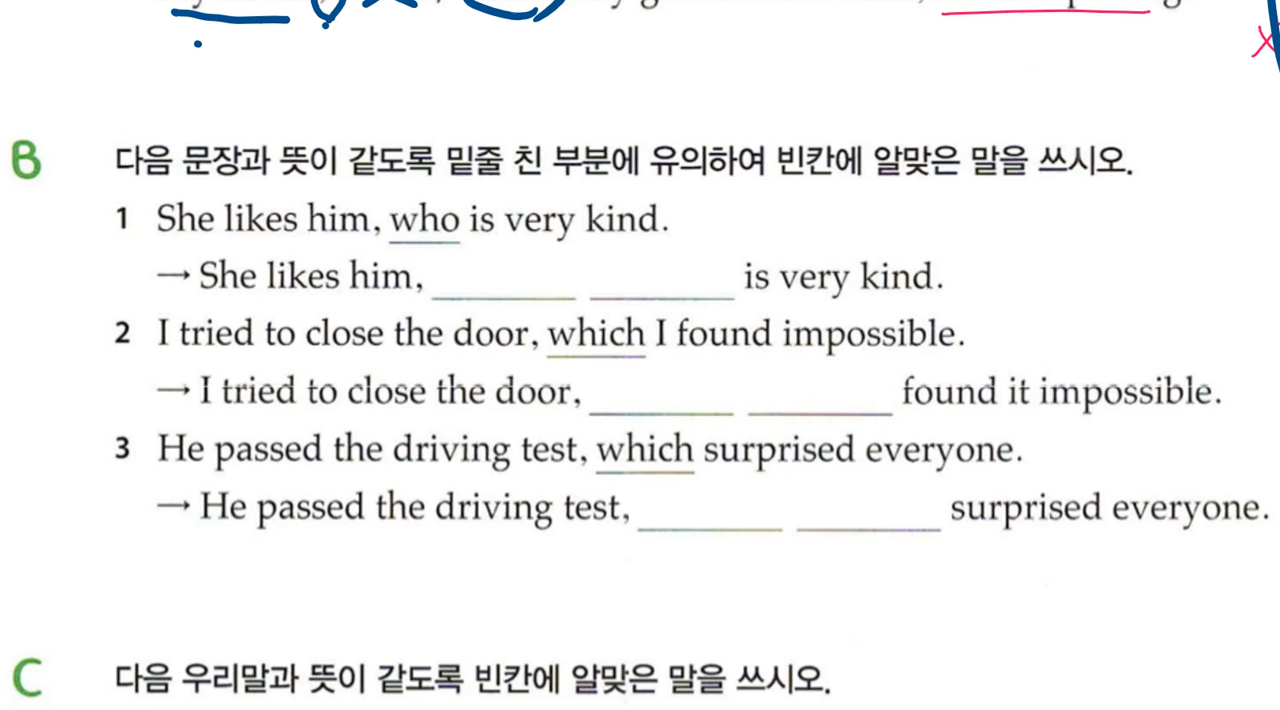 B 다음 문장과 뜻이 같도록 밑줄 친 부분에 유의하여 빈칸에 알맞은 말을 쓰시오.
1 She likes him, who is very kind.
→ She likes him, ________ ________ is very kind.
2 I tried to close the door, which I found impossible.
→ I tried to close the door, ________ ________ found it impossible.
3 He passed the driving test, which surprised everyone.
→ He passed the driving test, ________ ________ surprised everyone.
C 다음 우리말과 뜻이 같도록 빈칸에 알맞은 말을 쓰시오.